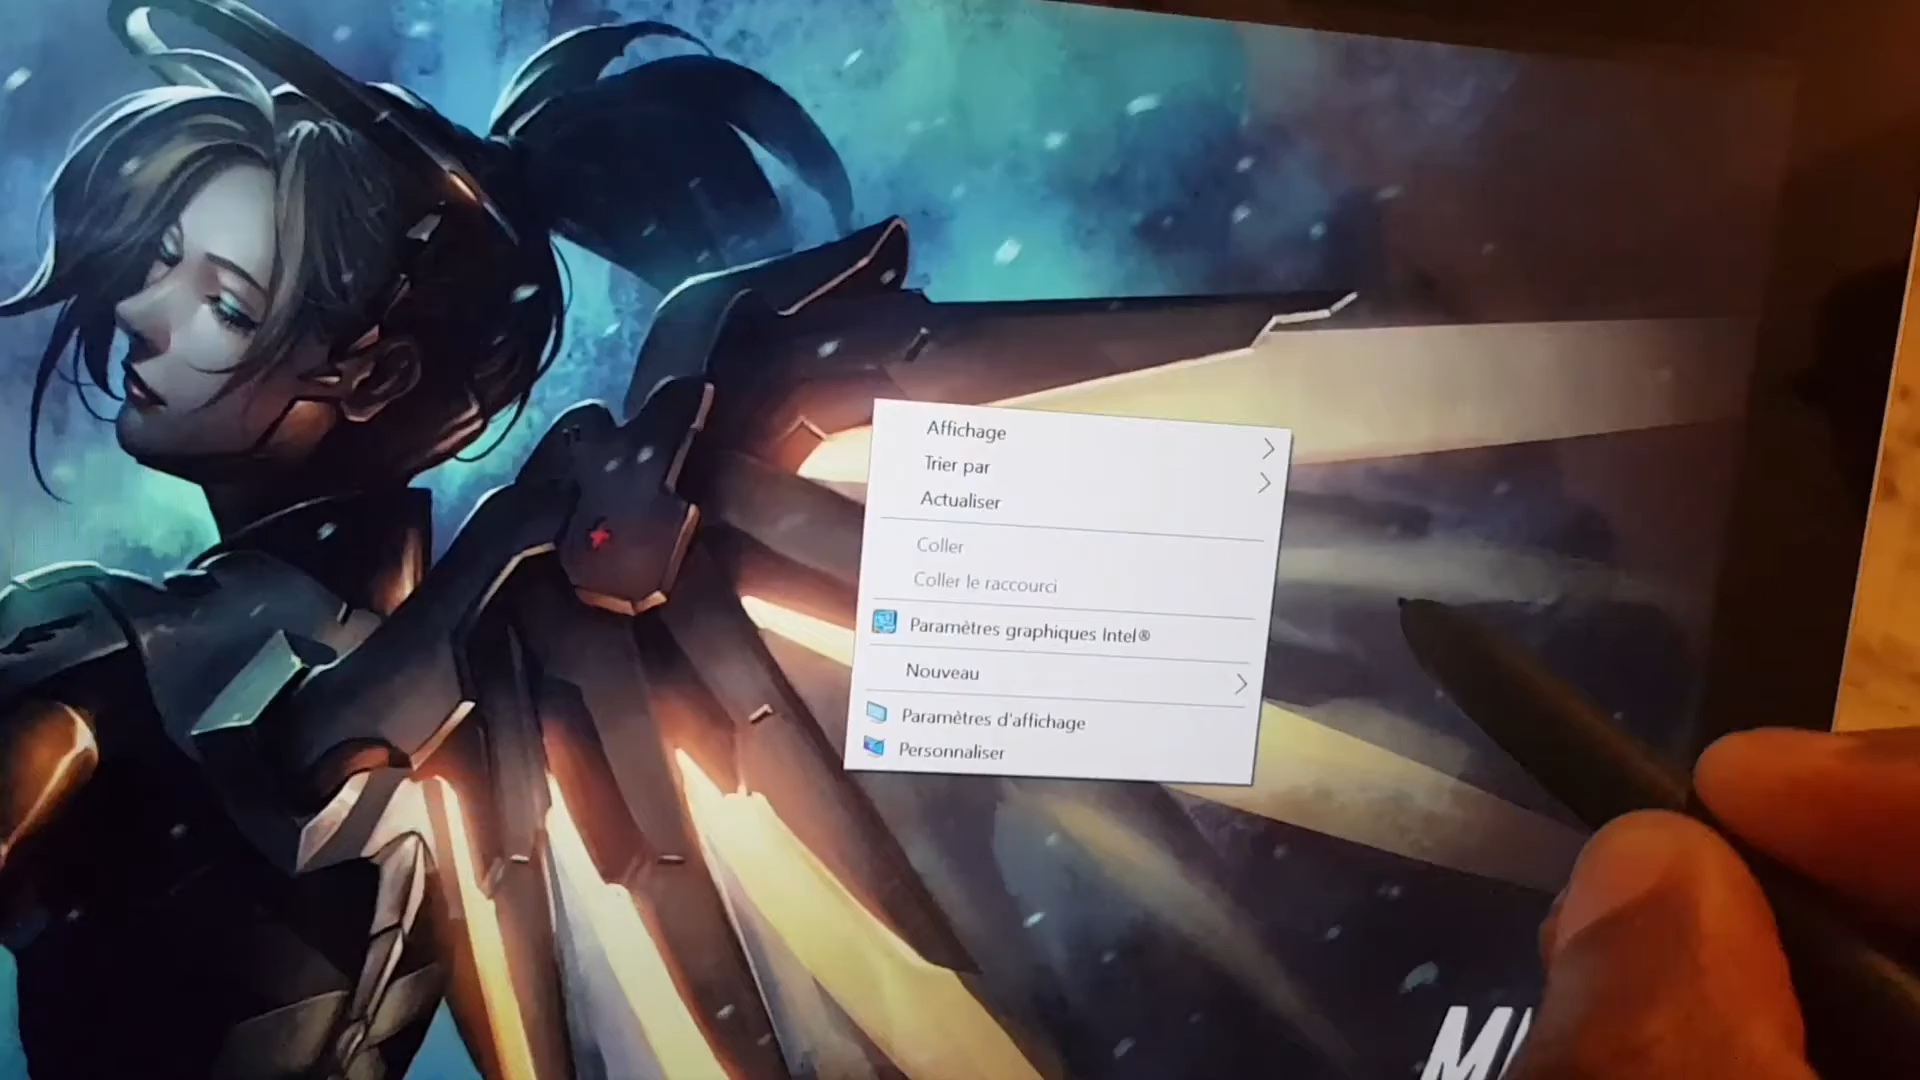 Affichage
Trier par
Actualiser
Coller
Coller le raccourci
Paramètres graphiques Intel®
Nouveau
Paramètres d'affichage
Personnaliser